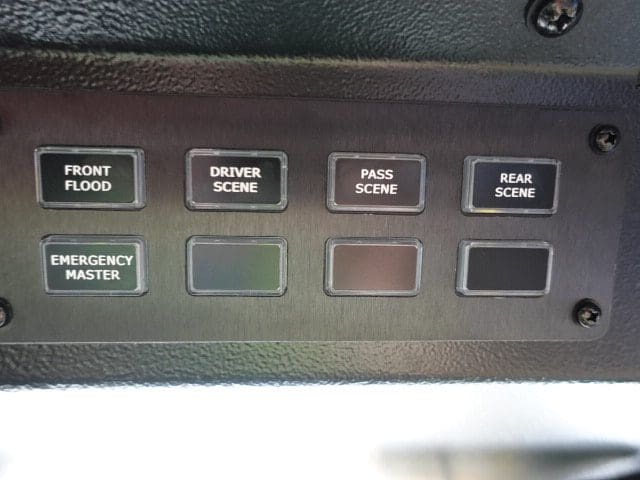 FRONT
FLOOD
DRIVER
SCENE
PASS
SCENE
REAR
SCENE
EMERGENCY
MASTER